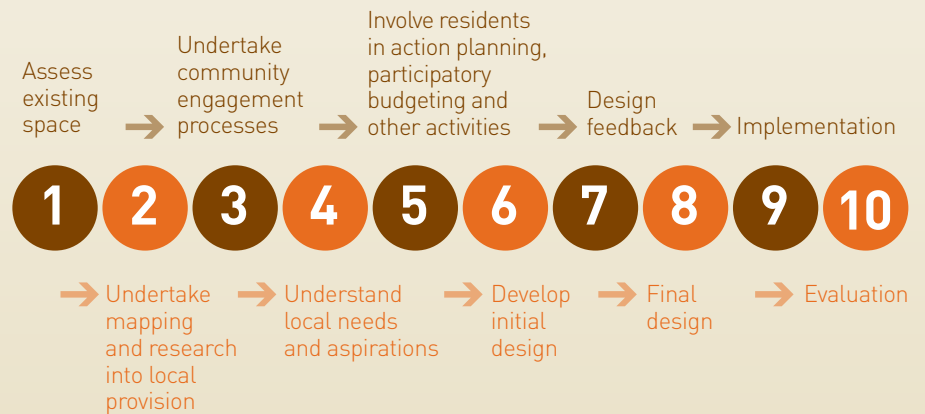 Assess
existing
space
Undertake
community
engagement
processes
Involve residents
in action planning,
participatory
budgeting and
other activities
Design
feedback
Implementation
1 2 3 4 5 6 7 8 9 10
Undertake
mapping
and research
into local
provision
Understand
local needs
and aspirations
Develop
initial
design
Final
design
Evaluation